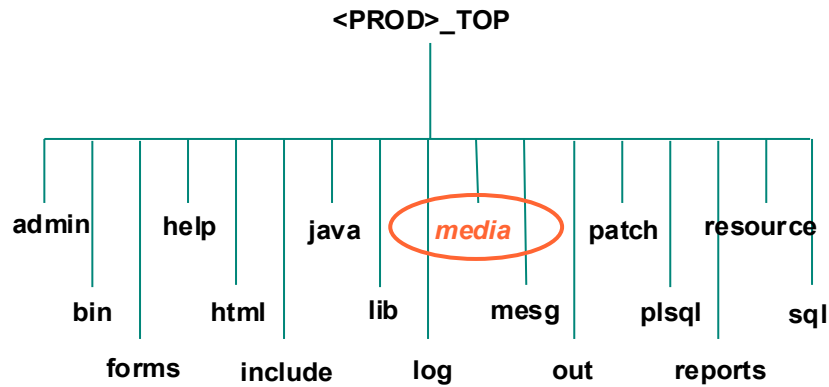 <PROD>_TOP
admin help java media patch resource
bin html lib mesg plsql sql
forms include log out reports